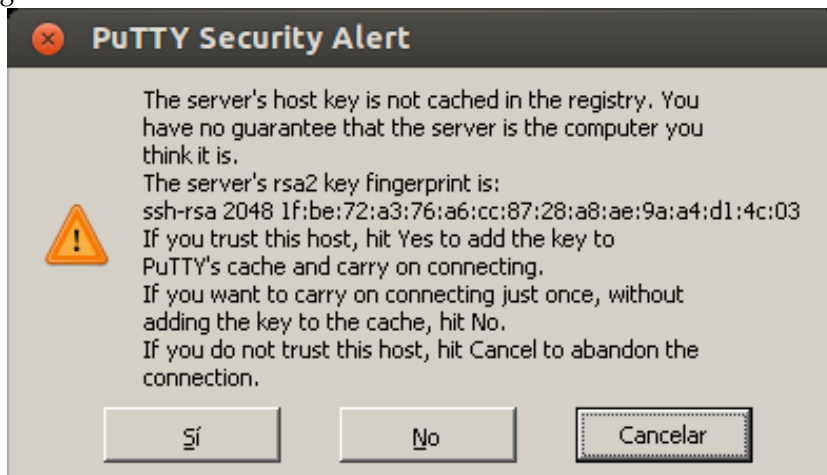 PuTTY Security Alert
The server's host key is not cached in the registry. You
have no guarantee that the server is the computer you
think it is.
The server's rsa2 key fingerprint is:
ssh-rsa 2048 1f:be:72:a3:76:a6:cc:87:28:a8:ae:9a:a4:d1:4c:03
If you trust this host, hit Yes to add the key to
PuTTY's cache and carry on connecting.
If you want to carry on connecting just once, without
adding the key to the cache, hit No.
If you do not trust this host, hit Cancel to abandon the
connection.
Sí No Cancelar